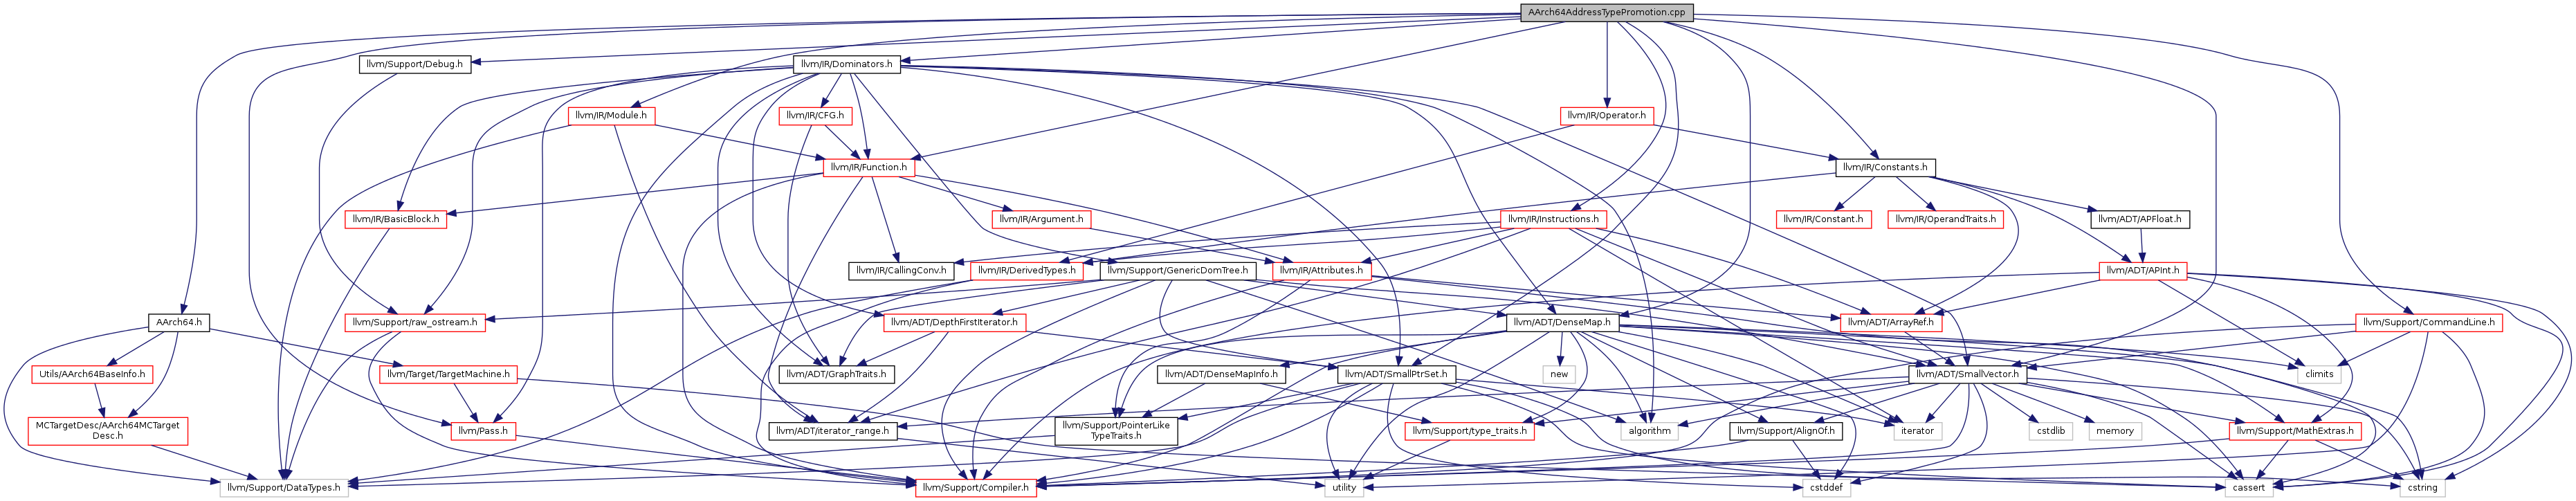 AArch64AddressTypePromotion.cpp
llvm/Support/Debug.h
llvm/IR/Dominators.h
llvm/IR/Module.h
llvm/IR/CFG.h
llvm/IR/Operator.h
llvm/IR/Function.h
llvm/IR/Constants.h
llvm/IR/BasicBlock.h
llvm/IR/Argument.h
llvm/IR/Instructions.h
llvm/IR/Constant.h
llvm/IR/OperandTraits.h
llvm/ADT/APFloat.h
llvm/IR/CallingConv.h
llvm/IR/DerivedTypes.h
llvm/Support/GenericDomTree.h
llvm/IR/Attributes.h
llvm/ADT/APInt.h
AArch64.h
llvm/Support/raw_ostream.h
llvm/ADT/DepthFirstIterator.h
llvm/ADT/DenseMap.h
llvm/ADT/ArrayRef.h
llvm/Support/CommandLine.h
Utils/AArch64BaseInfo.h
llvm/Target/TargetMachine.h
llvm/ADT/GraphTraits.h
llvm/ADT/DenseMapInfo.h
llvm/ADT/SmallPtrSet.h
new
llvm/ADT/SmallVector.h
climits
MCTargetDesc/AArch64MCTarget
Desc.h
llvm/Pass.h
llvm/ADT/iterator_range.h
llvm/Support/PointerLike
TypeTraits.h
llvm/Support/type_traits.h
algorithm
llvm/Support/AlignOf.h
iterator
cstdlib
memory
llvm/Support/MathExtras.h
llvm/Support/DataTypes.h
llvm/Support/Compiler.h
utility
cstddef
cassert
cstring